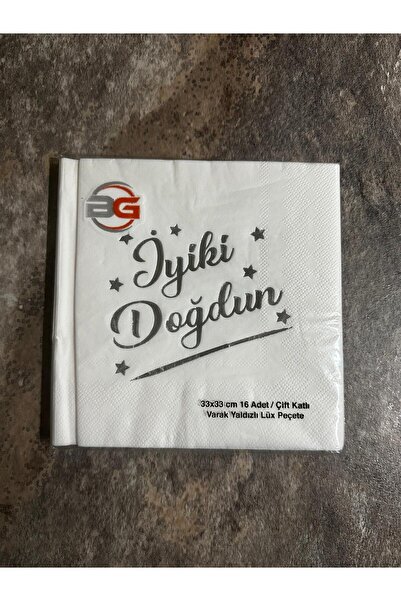 BG
İyiki
Doğdun
33x33 cm 16 Adet / Çift Katlı
Varak Yaldızlı Lüx Peçete